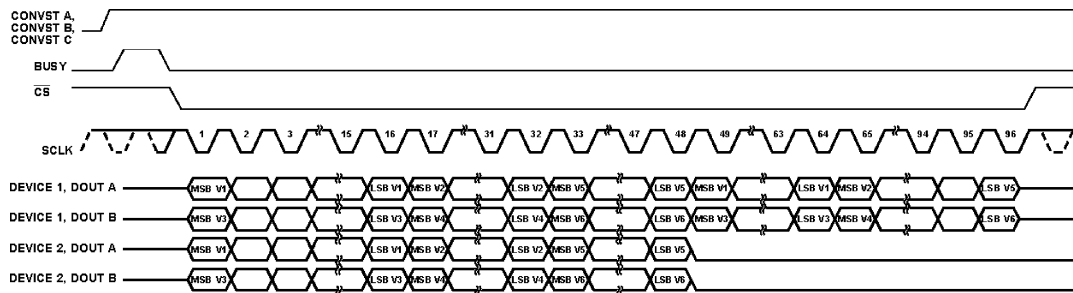 CONVST A,
CONVST B,
CONVST C
BUSY
CS
SCLK 1 2 3 15 16 17 31 32 33 47 48 49 63 64 65 94 95 96
DEVICE 1, DOUT A MSB V1 LSB V1 MSB V2 LSB V2 MSB V5 LSB V5 MSB V1 LSB V1 MSB V2 LSB V5
DEVICE 1, DOUT B MSB V3 LSB V3 MSB V4 LSB V4 MSB V6 LSB V6 MSB V3 LSB V3 MSB V4 LSB V6
DEVICE 2, DOUT A MSB V1 LSB V1 MSB V2 LSB V2 MSB V5 LSB V5
DEVICE 2, DOUT B MSB V3 LSB V3 MSB V4 LSB V4 MSB V6 LSB V6